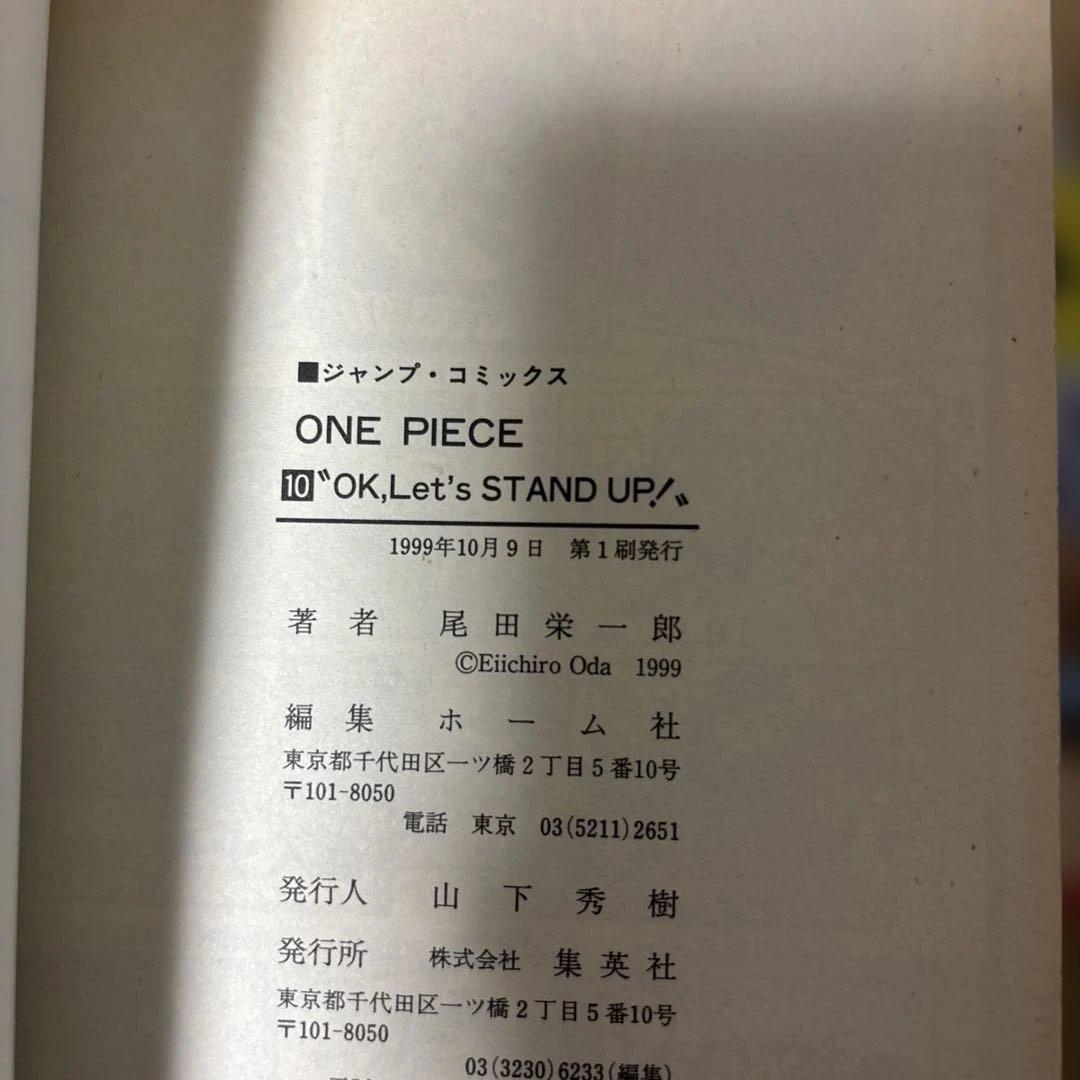 ■ジャンプ・コミックス
ONE PIECE
10〝OK,Let's STAND UP!〟
1999年10月9日 第1刷発行
著者 尾田栄一郎
©Eiichiro Oda 1999
編集 ホーム社
東京都千代田区一ツ橋2丁目5番10号
〒101-8050
電話 東京 03(5211)2651
発行人 山下秀樹
発行所 株式会社 集英社
東京都千代田区一ツ橋2丁目5番10号
〒101-8050
03(3230)6233(編集)